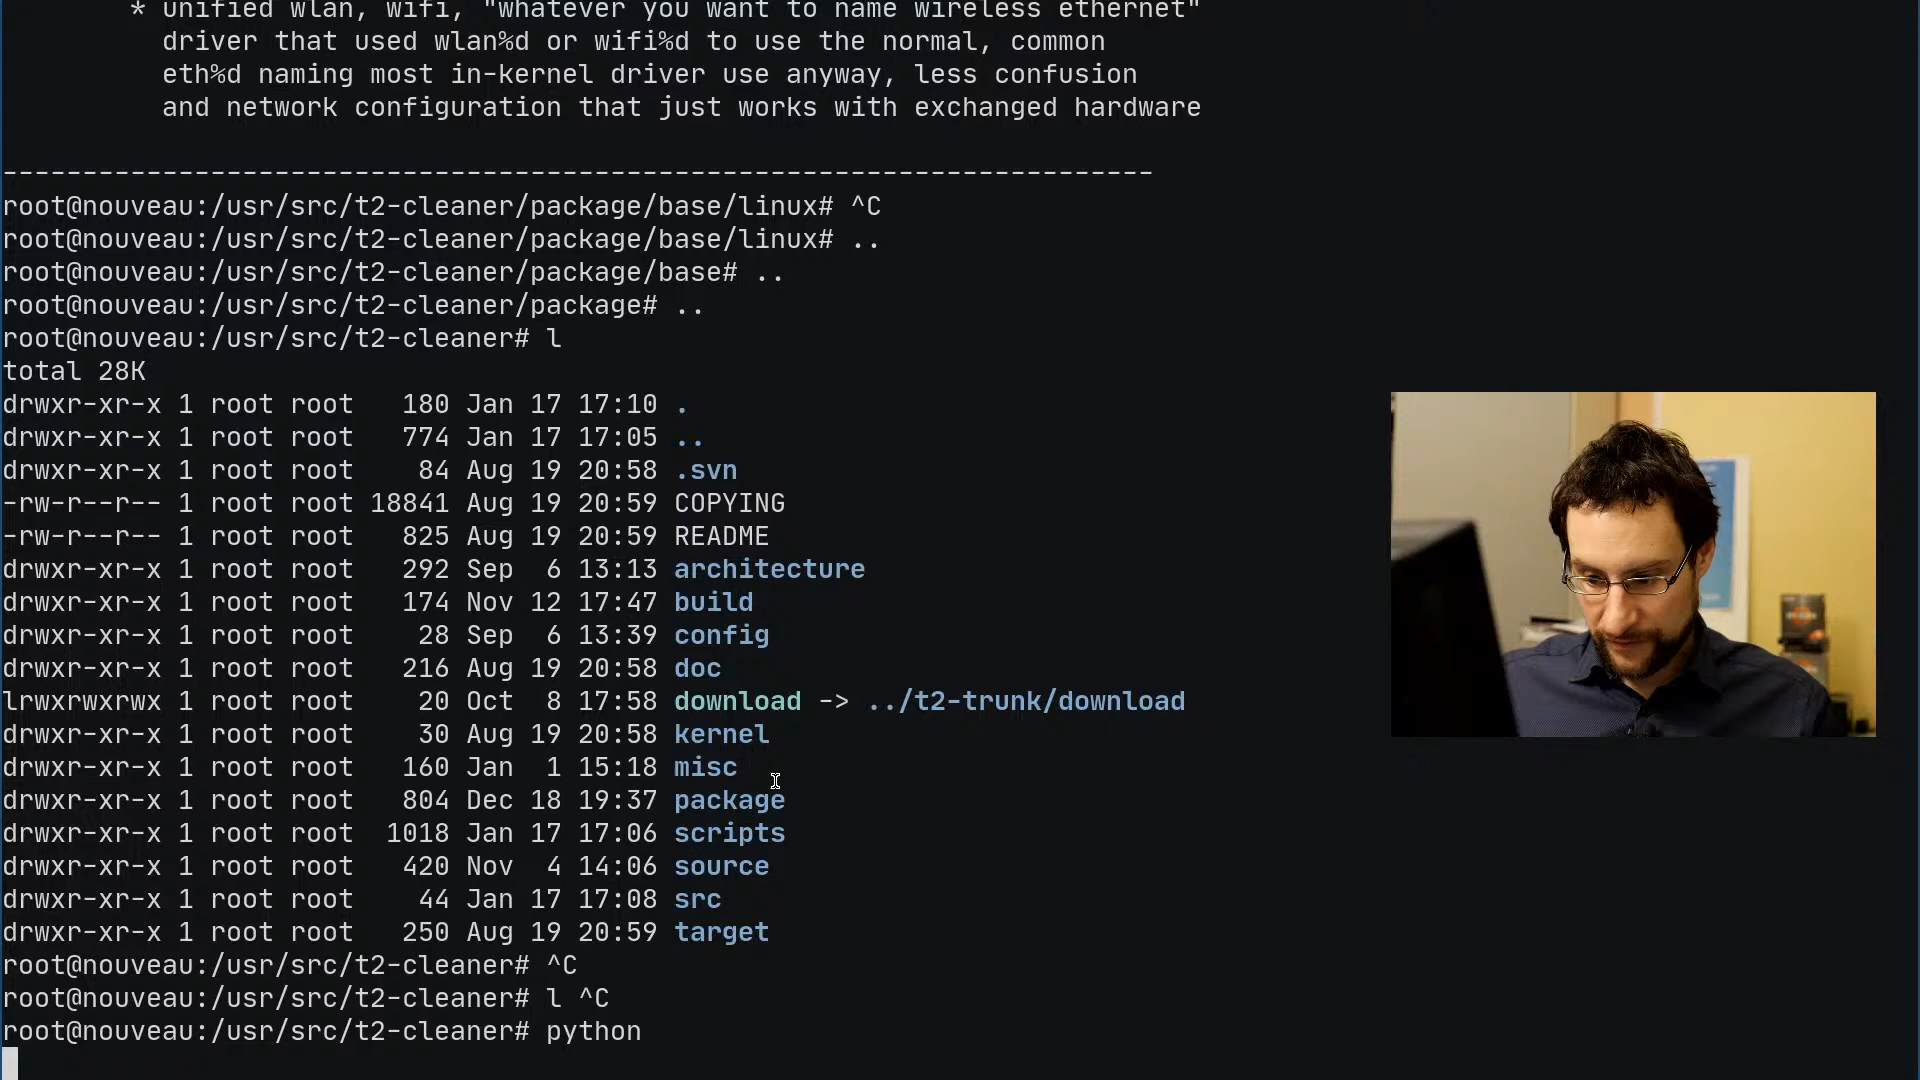 * unified wlan, wifi, "whatever you want to name wireless ethernet"
driver that used wlan%d or wifi%d to use the normal, common
eth%d naming most in-kernel driver use anyway, less confusion
and network configuration that just works with exchanged hardware
------------------------------------------------------------------------
root@nouveau:/usr/src/t2-cleaner/package/base/linux# ^C
root@nouveau:/usr/src/t2-cleaner/package/base/linux# ..
root@nouveau:/usr/src/t2-cleaner/package/base# ..
root@nouveau:/usr/src/t2-cleaner/package# ..
root@nouveau:/usr/src/t2-cleaner# l
total 28K
drwxr-xr-x 1 root root   180 Jan 17 17:10 .
drwxr-xr-x 1 root root   774 Jan 17 17:05 ..
drwxr-xr-x 1 root root    84 Aug 19 20:58 .svn
-rw-r--r-- 1 root root 18841 Aug 19 20:59 COPYING
-rw-r--r-- 1 root root   825 Aug 19 20:59 README
drwxr-xr-x 1 root root   292 Sep  6 13:13 architecture
drwxr-xr-x 1 root root   174 Nov 12 17:47 build
drwxr-xr-x 1 root root    28 Sep  6 13:39 config
drwxr-xr-x 1 root root   216 Aug 19 20:58 doc
lrwxrwxrwx 1 root root    20 Oct  8 17:58 download -> ../t2-trunk/download
drwxr-xr-x 1 root root    30 Aug 19 20:58 kernel
drwxr-xr-x 1 root root   160 Jan  1 15:18 misc
drwxr-xr-x 1 root root   804 Dec 18 19:37 package
drwxr-xr-x 1 root root  1018 Jan 17 17:06 scripts
drwxr-xr-x 1 root root   420 Nov  4 14:06 source
drwxr-xr-x 1 root root    44 Jan 17 17:08 src
drwxr-xr-x 1 root root   250 Aug 19 20:59 target
root@nouveau:/usr/src/t2-cleaner# ^C
root@nouveau:/usr/src/t2-cleaner# l ^C
root@nouveau:/usr/src/t2-cleaner# python